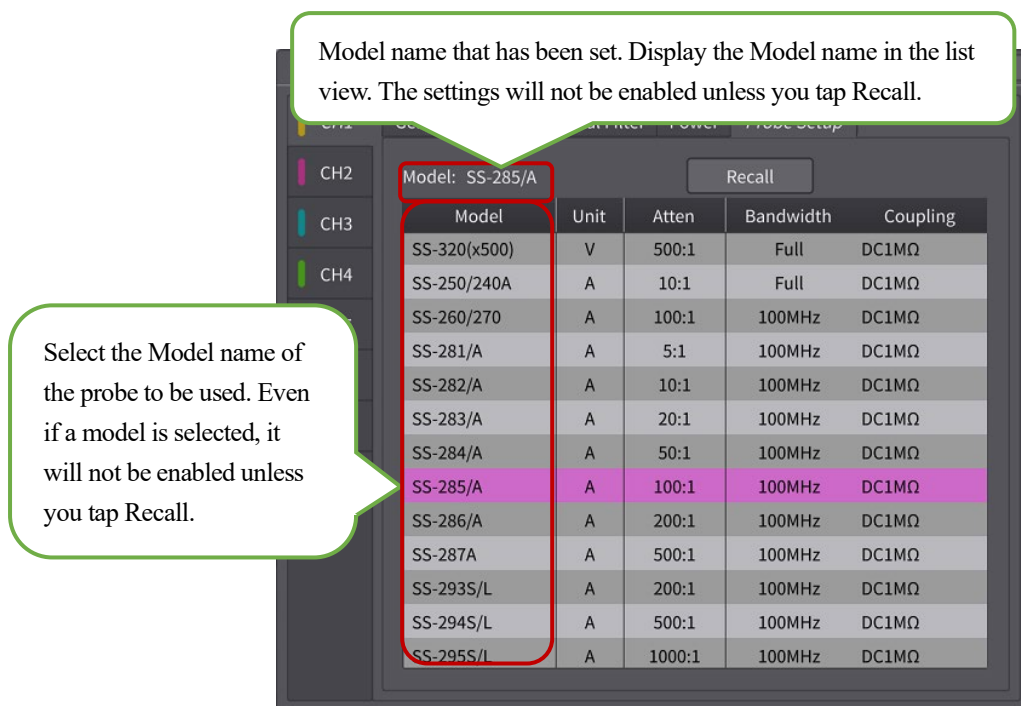 Model name that has been set. Display the Model name in the list
view. The settings will not be enabled unless you tap Recall.
Probe Setup
CH1
CH2
CH3
CH4
Model: SS-285/A
Recall
Model Unit Atten Bandwidth Coupling
SS-320(x500) V 500:1 Full DC1MΩ
SS-250/240A A 10:1 Full DC1MΩ
SS-260/270 A 100:1 100MHz DC1MΩ
SS-281/A A 5:1 100MHz DC1MΩ
SS-282/A A 10:1 100MHz DC1MΩ
SS-283/A A 20:1 100MHz DC1MΩ
SS-284/A A 50:1 100MHz DC1MΩ
SS-285/A A 100:1 100MHz DC1MΩ
SS-286/A A 200:1 100MHz DC1MΩ
SS-287A A 500:1 100MHz DC1MΩ
SS-293S/L A 200:1 100MHz DC1MΩ
SS-294S/L A 500:1 100MHz DC1MΩ
SS-295S/L A 1000:1 100MHz DC1MΩ
Select the Model name of
the probe to be used. Even
if a model is selected, it
will not be enabled unless
you tap Recall.